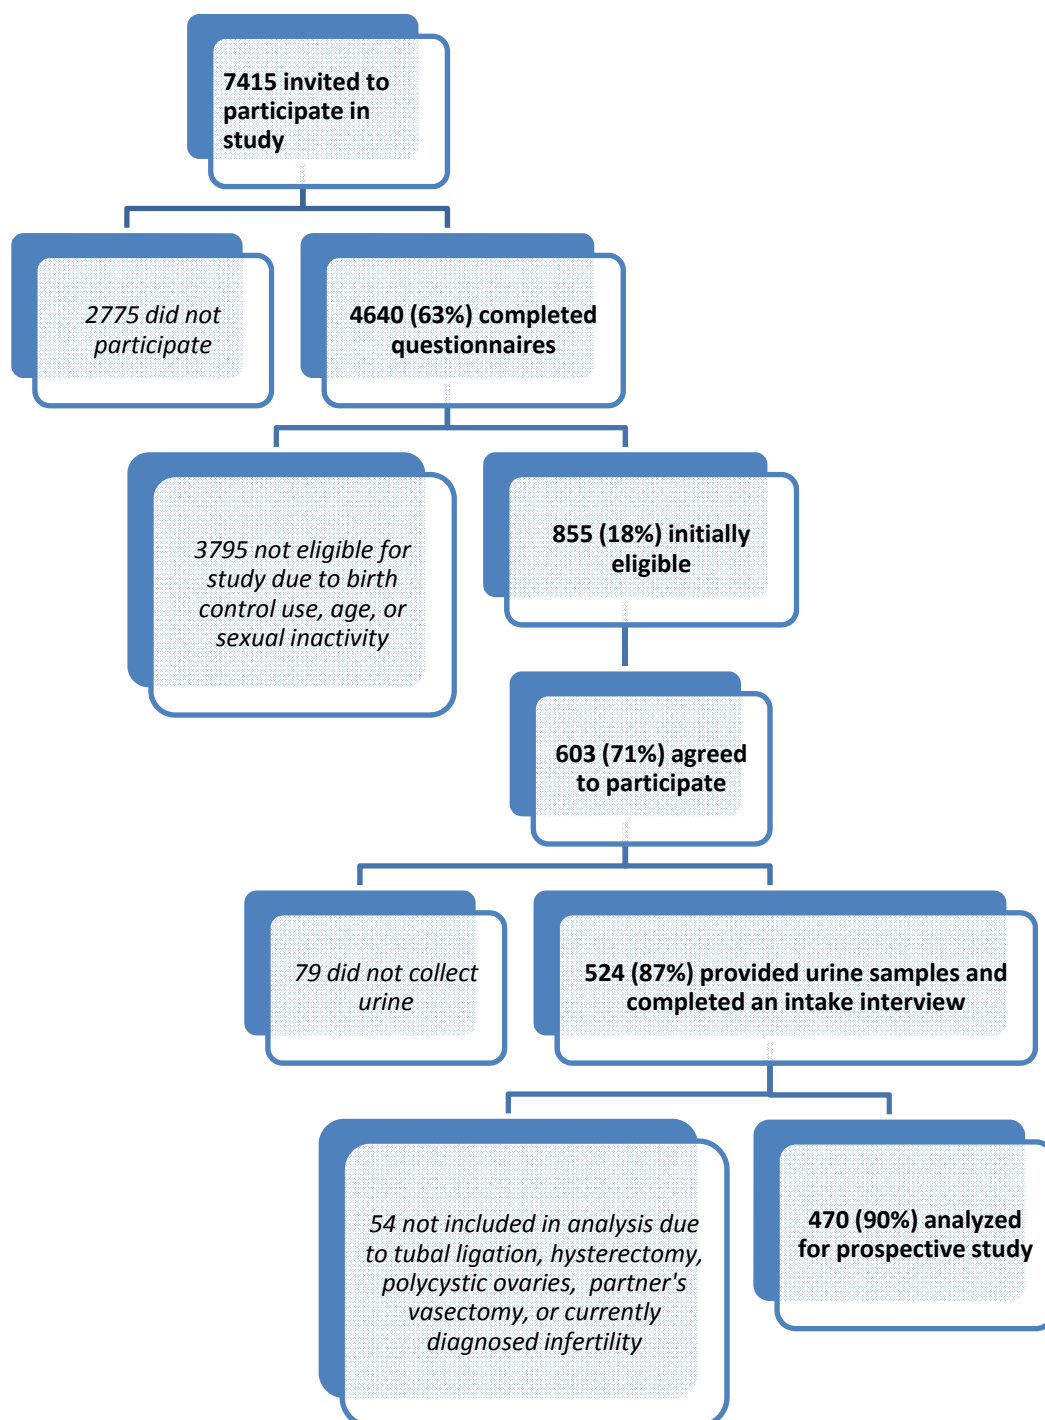 7415 invited to
participate in
study
2775 did not
participate
4640 (63%) completed
questionnaires
3795 not eligible for
study due to birth
control use, age, or
sexual inactivity
855 (18%) initially
eligible
603 (71%) agreed
to participate
79 did not collect
urine
524 (87%) provided urine samples and
completed an intake interview
54 not included in analysis due
to tubal ligation, hysterectomy,
polycystic ovaries, partner's
vasectomy, or currently
diagnosed infertility
470 (90%) analyzed
for prospective study